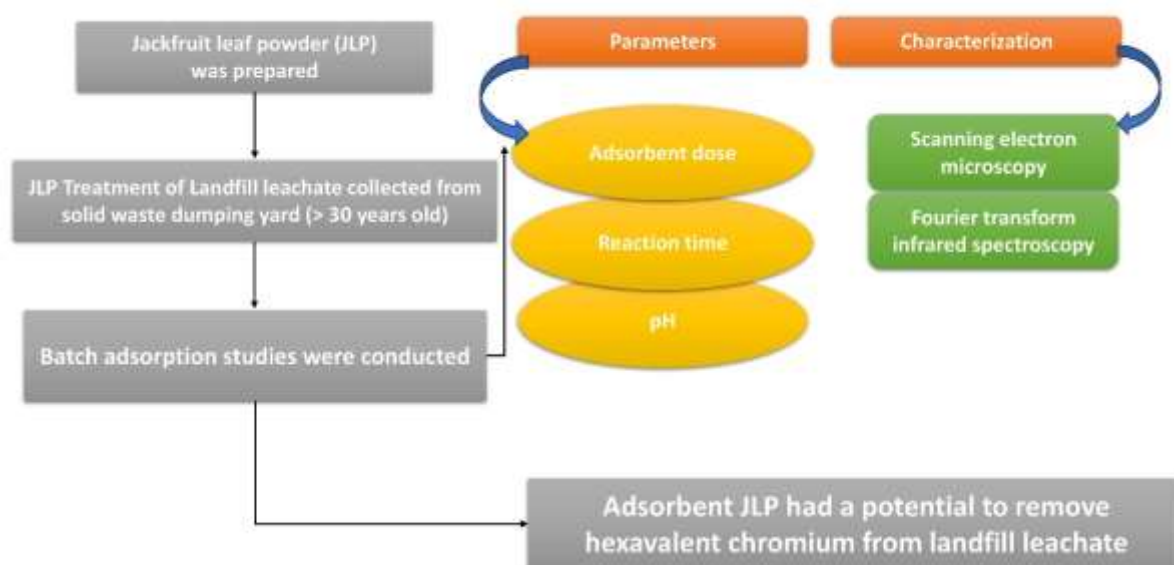 Jackfruit leaf powder (JLP)
was prepared
JLP Treatment of Landfill leachate collected from
solid waste dumping yard (> 30 years old)
Batch adsorption studies were conducted
Parameters
Adsorbent dose
Reaction time
pH
Characterization
Scanning electron
microscopy
Fourier transform
infrared spectroscopy
Adsorbent JLP had a potential to remove
hexavalent chromium from landfill leachate